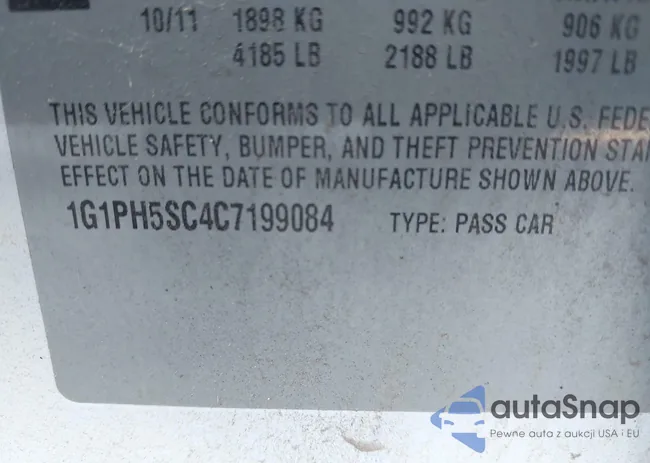 10/11 1898 KG 992 KG 906 KG
4185 LB 2188 LB 1997 LB
THIS VEHICLE CONFORMS TO ALL APPLICABLE U.S. FEDE
VEHICLE SAFETY, BUMPER, AND THEFT PREVENTION STA
EFFECT ON THE DATE OF MANUFACTURE SHOWN ABOVE.
1G1PH5SC4C7199084 TYPE: PASS CAR
autaSnap
Pewne auta z aukcji USA i EU